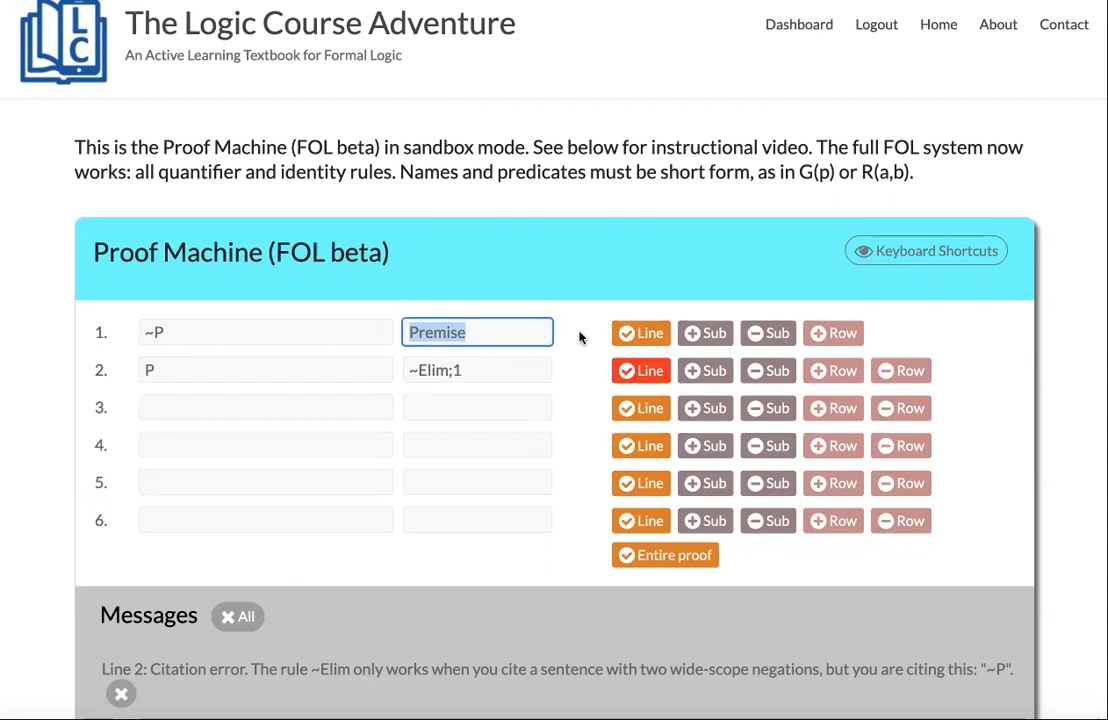 L
C
The Logic Course Adventure
An Active Learning Textbook for Formal Logic
Dashboard Logout Home About Contact
This is the Proof Machine (FOL beta) in sandbox mode. See below for instructional video. The full FOL system now
works: all quantifier and identity rules. Names and predicates must be short form, as in G(p) or R(a,b).
Proof Machine (FOL beta)
Keyboard Shortcuts
1. ~P Premise Line Sub Sub Row
2. P ~Elim;1 Line Sub Sub Row Row
3. Line Sub Sub Row Row
4. Line Sub Sub Row Row
5. Line Sub Sub Row Row
6. Line Sub Sub Row Row
Entire proof
Messages All
Line 2: Citation error. The rule ~Elim only works when you cite a sentence with two wide-scope negations, but you are citing this: "~P".